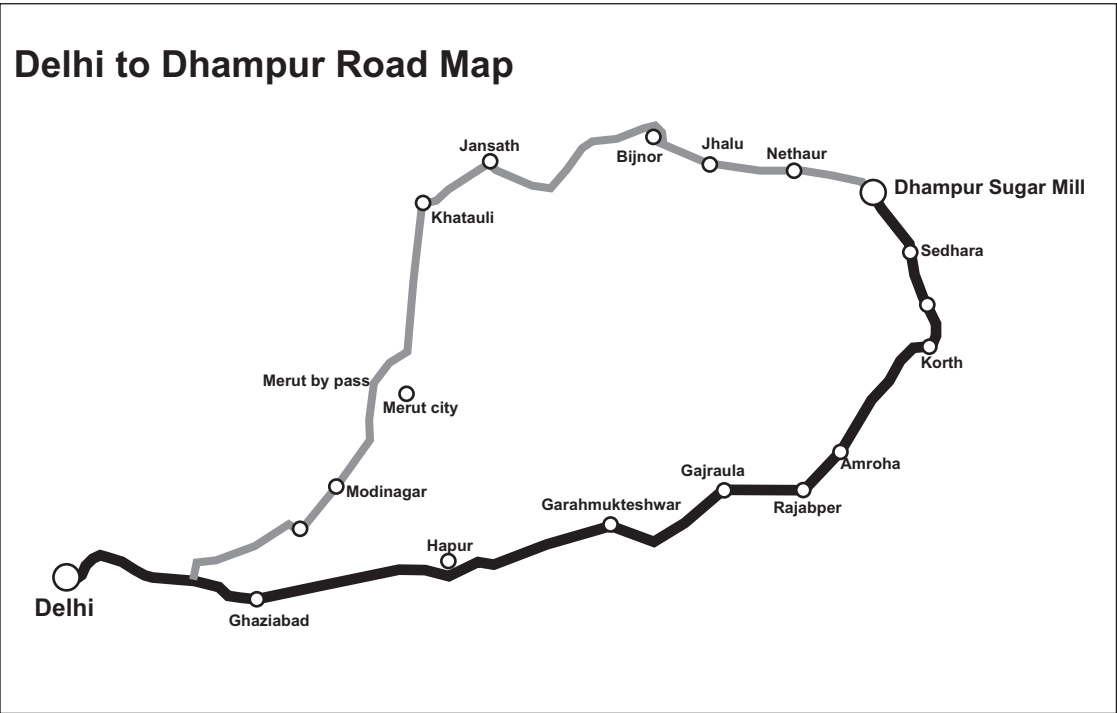 Delhi to Dhampur Road Map
Jansath
Bijnor
Jhalu
Nethaur
Dhampur Sugar Mill
Khatauli
Sedhara
Korth
Merut by pass
Merut city
Amroha
Gajraula
Modinagar
Garahmukteshwar
Rajabper
Hapur
Delhi
Ghaziabad